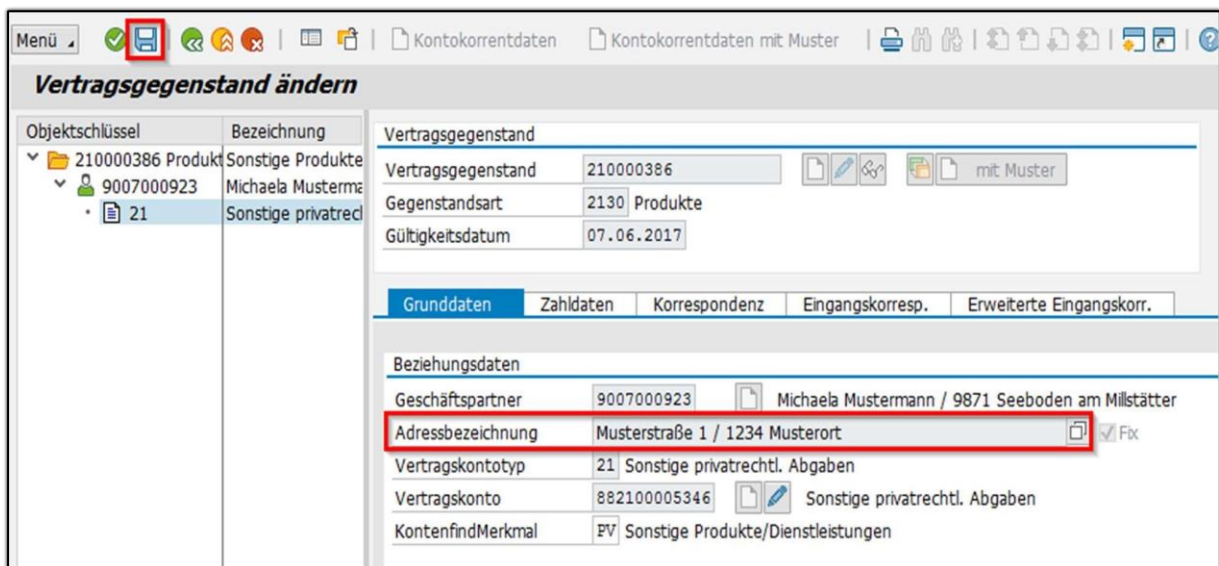 Menü Kontokorrentdaten Kontokorrentdaten mit Muster
Vertragsgegenstand ändern
Objektschlüssel Bezeichnung
210000386 Produkt Sonstige Produkte
9007000923 Michaela Musterma
21 Sonstige privatrecl
Vertragsgegenstand
Vertragsgegenstand 210000386 mit Muster
Gegenstandsart 2130 Produkte
Gültigkeitsdatum 07.06.2017
Grunddaten Zahldaten Korrespondenz Eingangskorresp. Erweiterte Eingangskorr.
Beziehungsdaten
Geschäftspartner 9007000923 Michaela Mustermann / 9871 Seeboden am Millstätter
Adressbezeichnung Musterstraße 1 / 1234 Musterort Fix
Vertragskontotyp 21 Sonstige privatrechtl. Abgaben
Vertragskonto 882100005346 Sonstige privatrechtl. Abgaben
KontenfindMerkmal PV Sonstige Produkte/Dienstleistungen